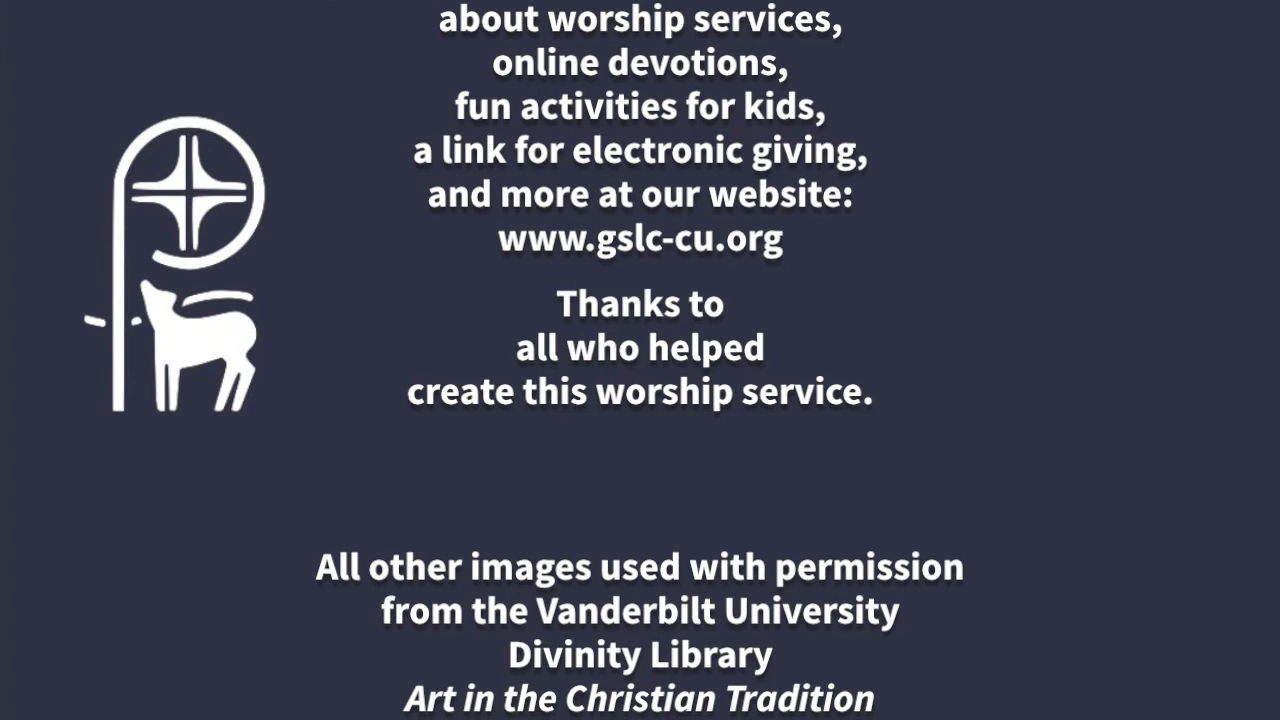 about worship services,
online devotions,
fun activities for kids,
a link for electronic giving,
and more at our website:
www.gslc-cu.org
Thanks to
all who helped
create this worship service.
All other images used with permission
from the Vanderbilt University
Divinity Library
Art in the Christian Tradition